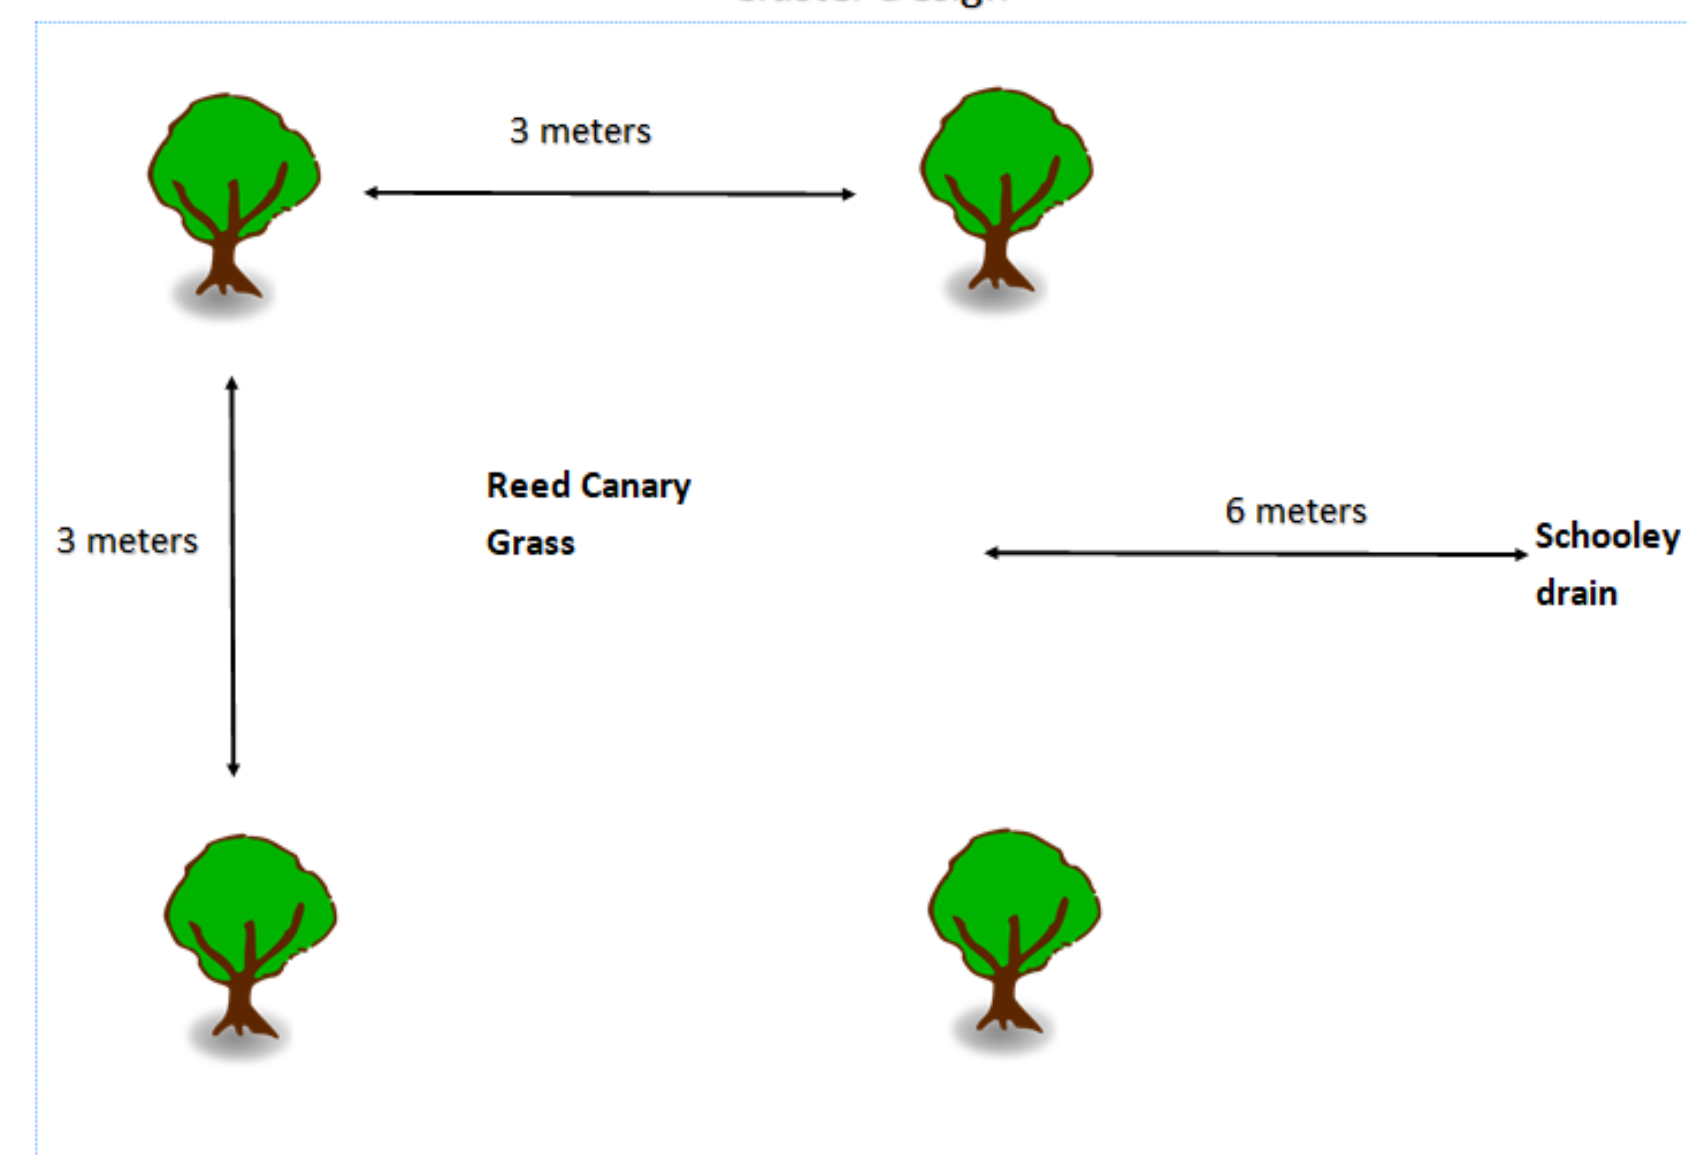 3 meters
Reed Canary
Grass
3 meters
6 meters
Schooley
drain